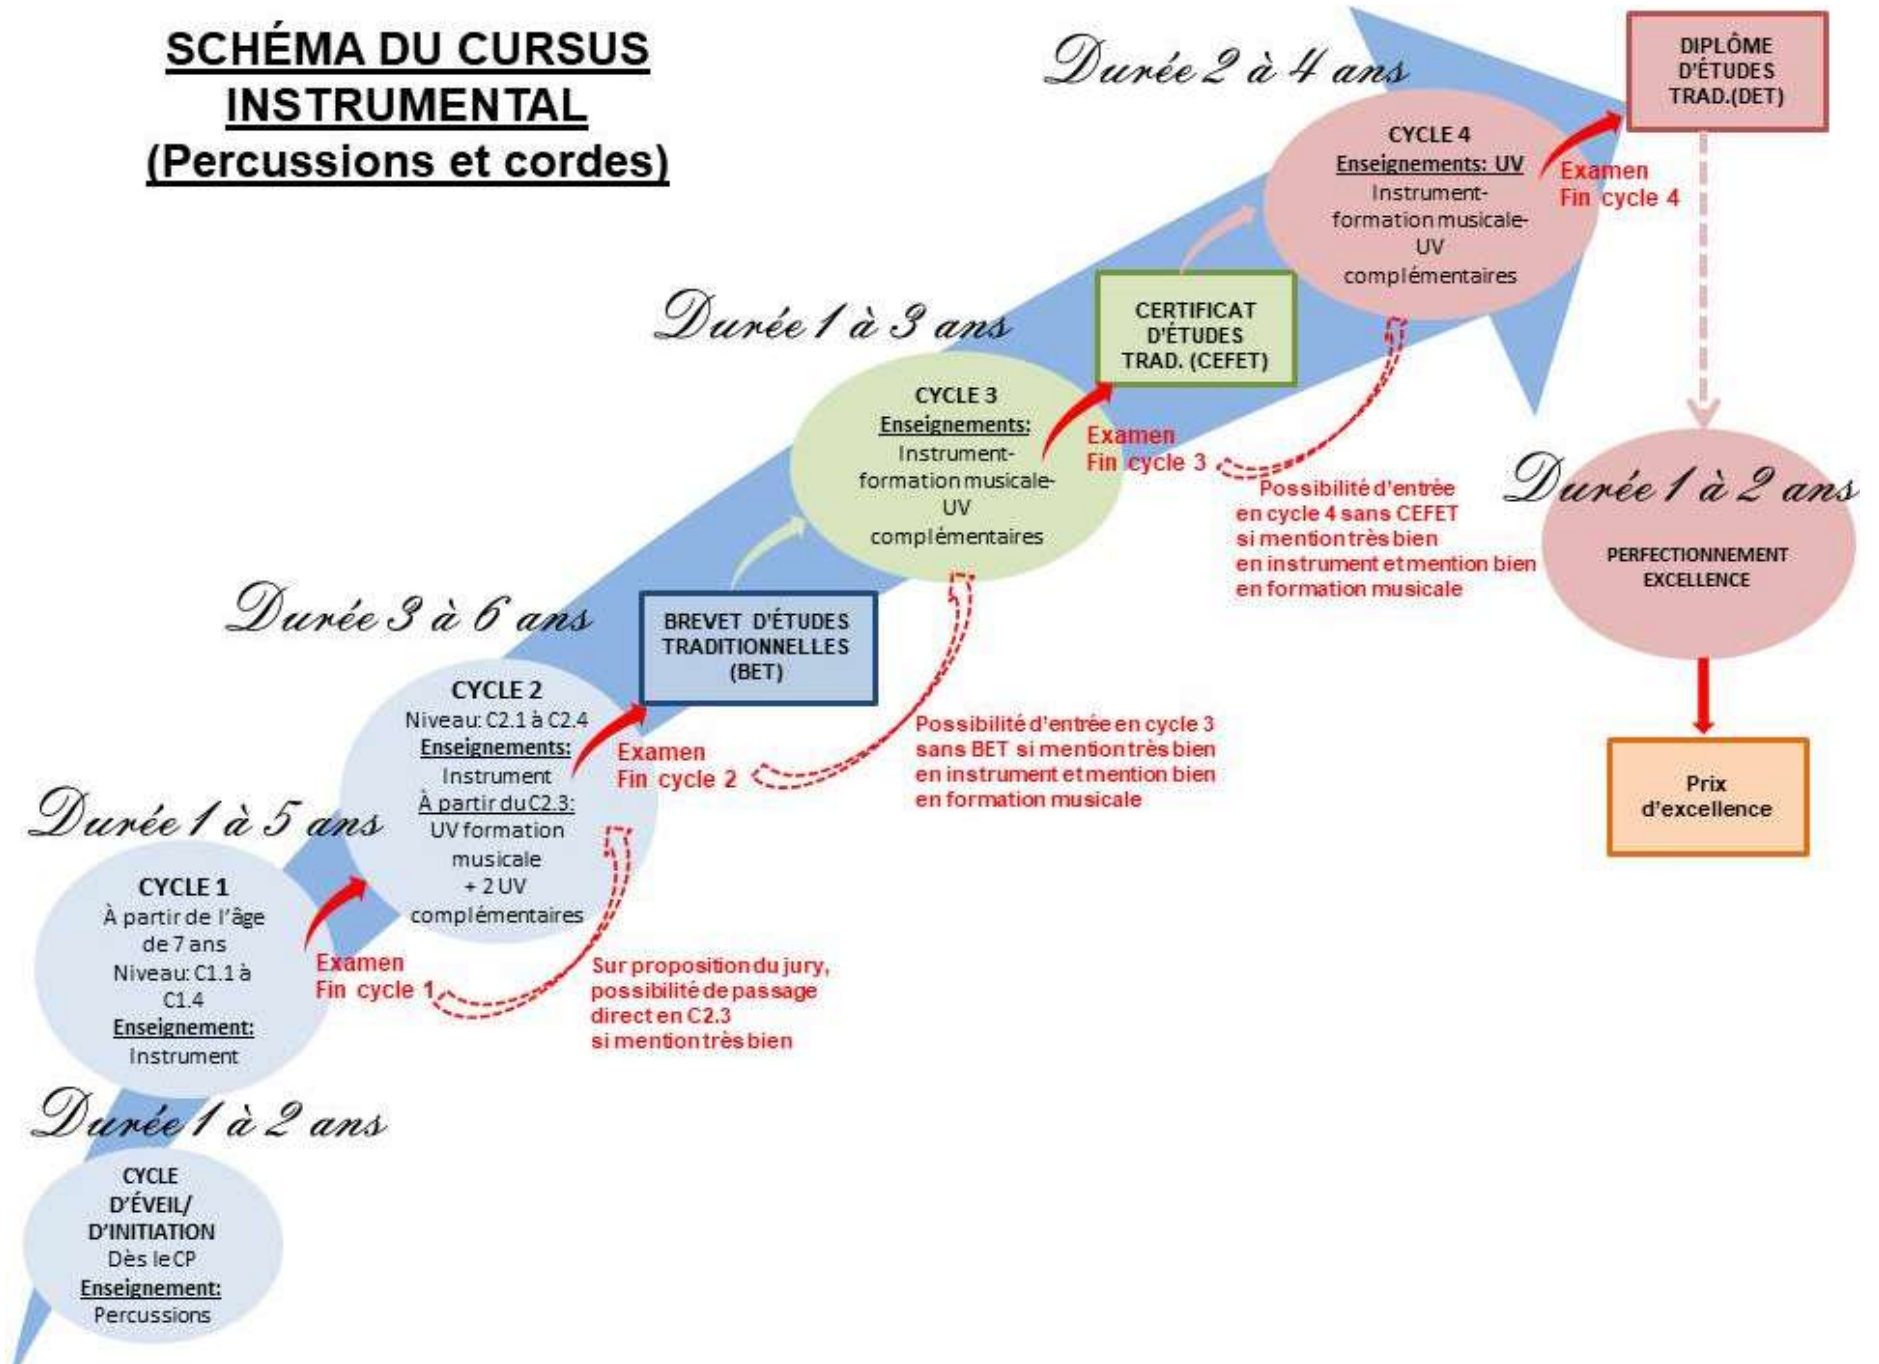 SCHÉMA DU CURSUS
INSTRUMENTAL
(Percussions et cordes)
Durée 2 à 4 ans
DIPLÔME
D'ÉTUDES
TRAD.(DET)
CYCLE 4
Enseignements: UV
Instrument-
formation musicale-
UV
complémentaires
Examen
Fin cycle 4
Durée 1 à 3 ans
CERTIFICAT
D'ÉTUDES
TRAD. (CEFET)
CYCLE 3
Enseignements:
Instrument-
formation musicale-
UV
complémentaires
Examen
Fin cycle 3
Possibilité d'entrée
en cycle 4 sans CEFET
si mention très bien
en instrument et mention bien
en formation musicale
Durée 1 à 2 ans
PERFECTIONNEMENT
EXCELLENCE
Prix
d'excellence
Durée 3 à 6 ans
BREVET D'ÉTUDES
TRADITIONNELLES
(BET)
CYCLE 2
Niveau: C2.1 à C2.4
Enseignements:
Instrument
À partir du C2.3:
UV formation
musicale
+ 2 UV
complémentaires
Examen
Fin cycle 2
Possibilité d'entrée en cycle 3
sans BET si mention très bien
en instrument et mention bien
en formation musicale
Durée 1 à 5 ans
CYCLE 1
À partir de l'âge
de 7 ans
Niveau: C1.1 à
C1.4
Enseignement:
Instrument
Examen
Fin cycle 1
Sur proposition du jury,
possibilité de passage
direct en C2.3
si mention très bien
Durée 1 à 2 ans
CYCLE
D'ÉVEIL/
D'INITIATION
Dès le CP
Enseignement:
Percussions